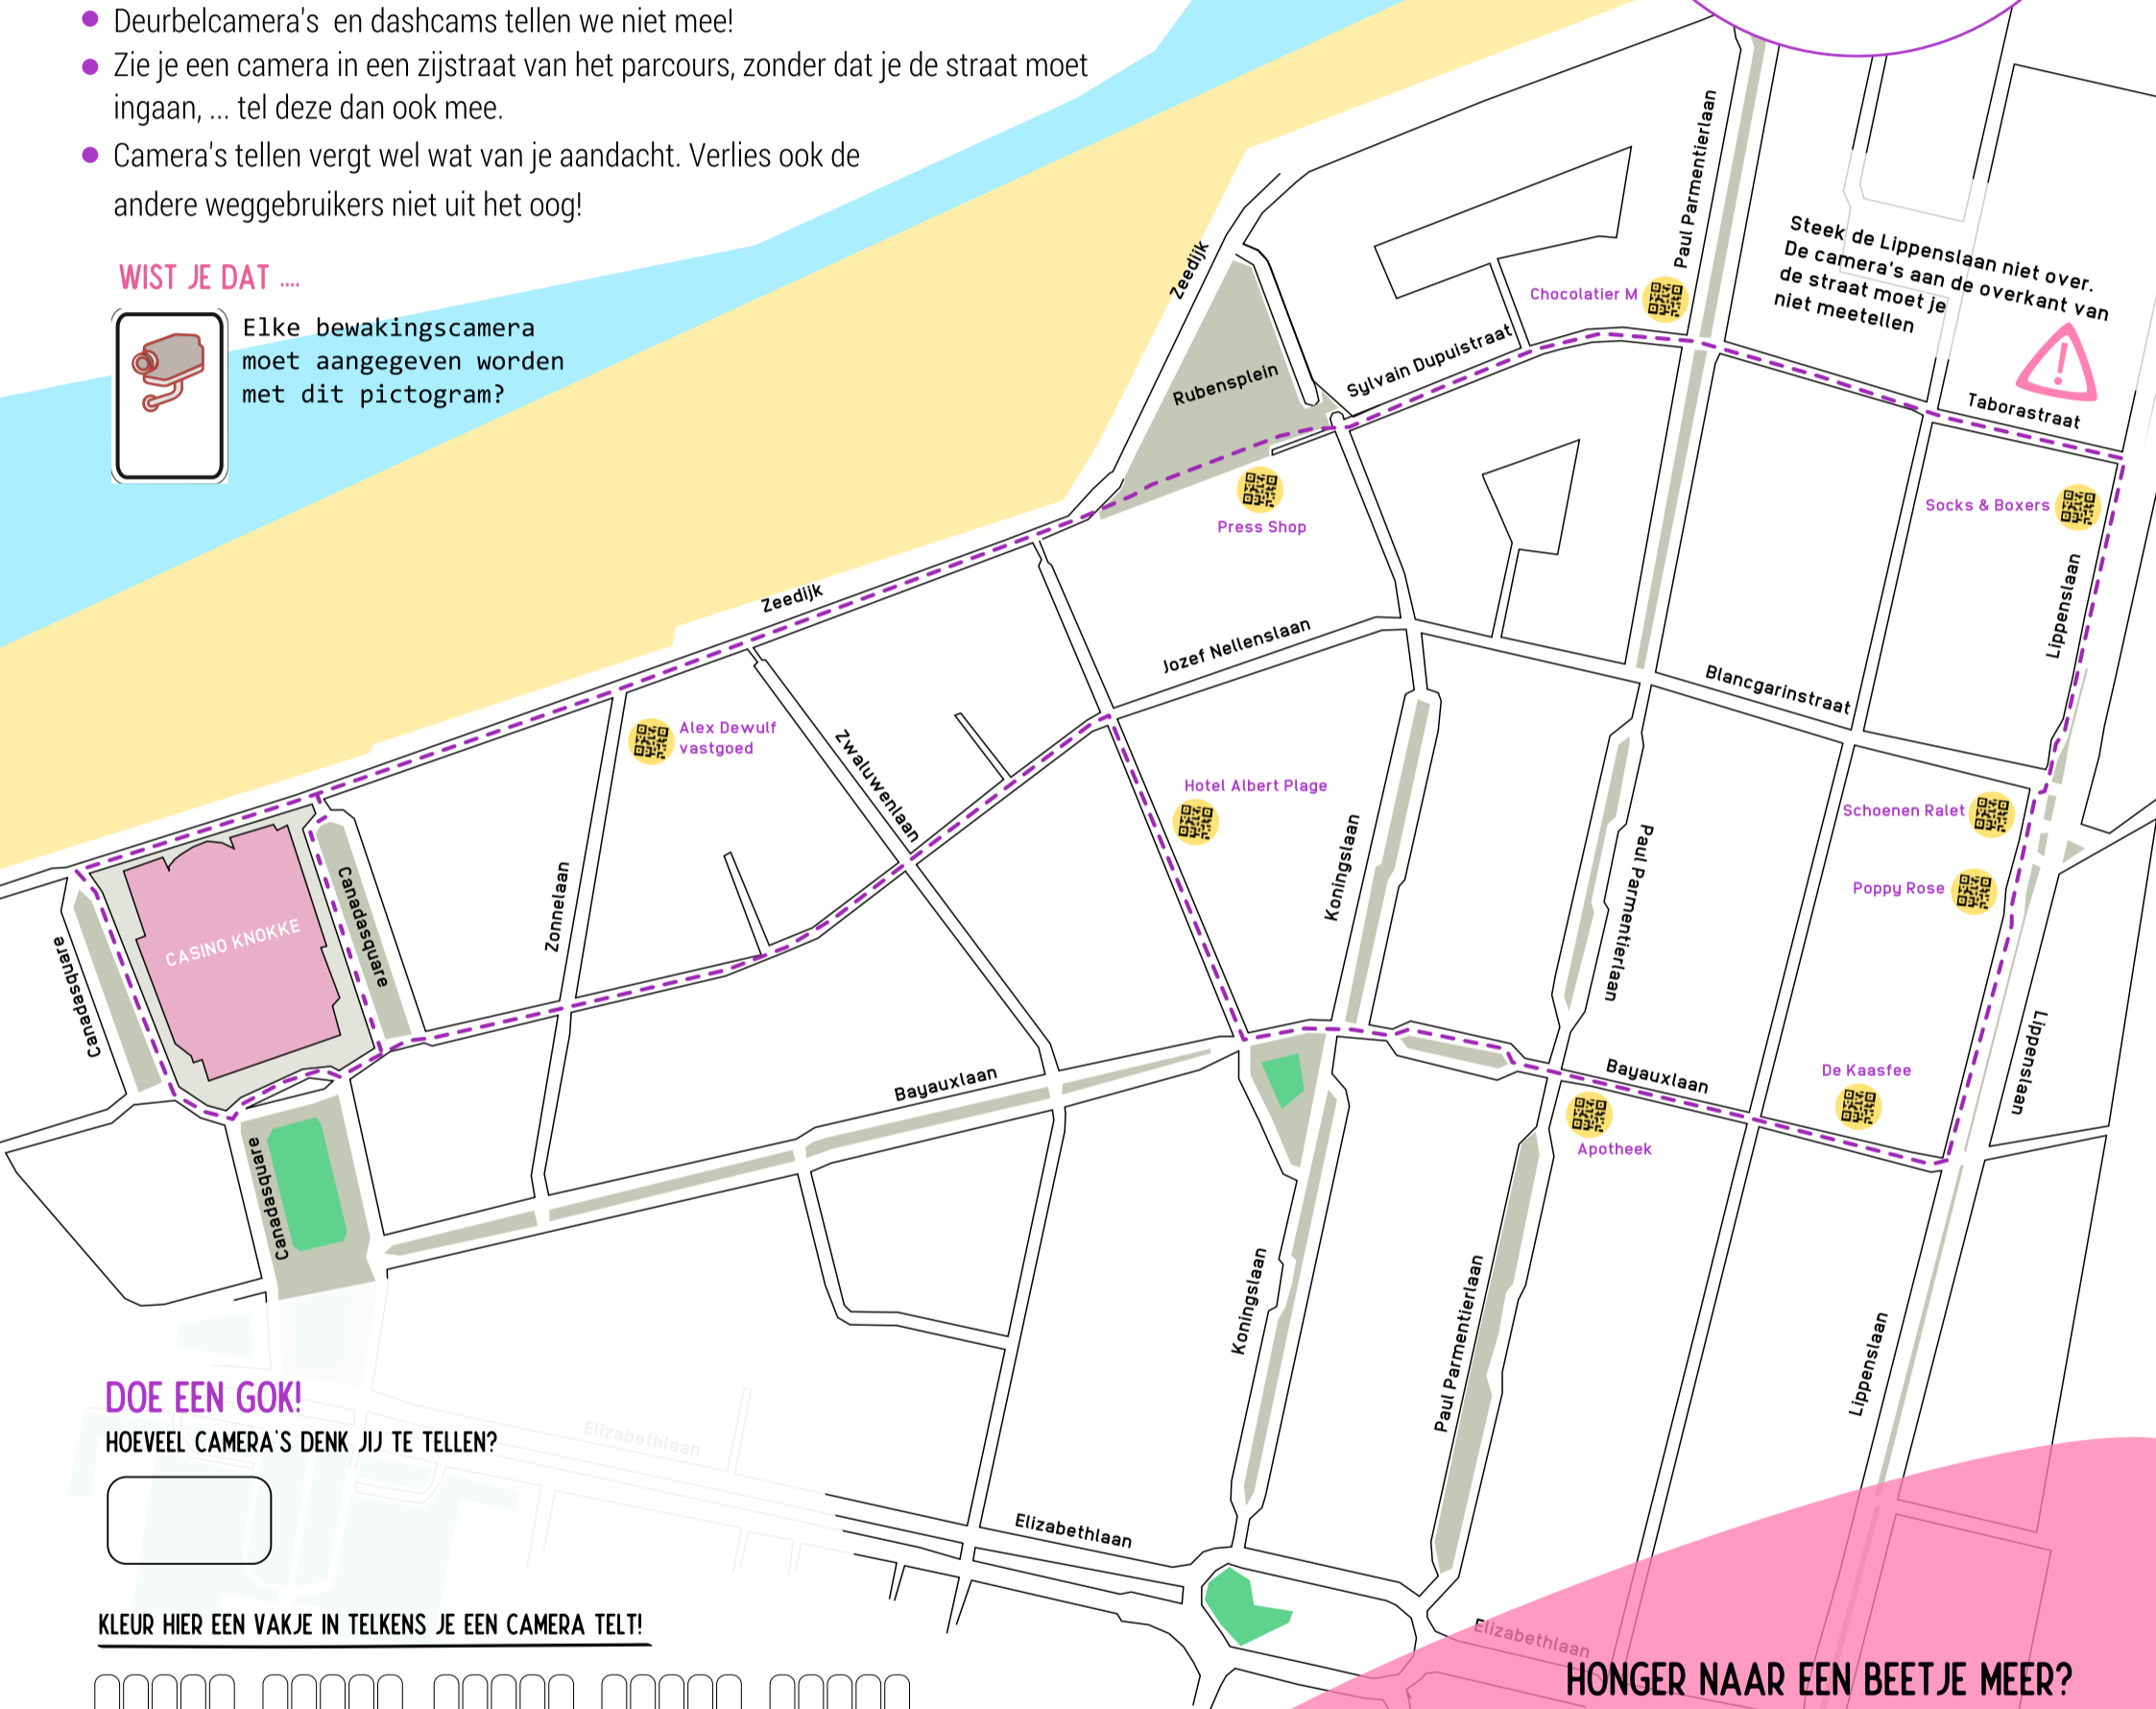 Deurbelcamera's en dashcams tellen we niet mee!
Zie je een camera in een zijstraat van het parcours, zonder dat je de straat moet
ingaan, ... tel deze dan ook mee.
Camera's tellen vergt wel wat van je aandacht. Verlies ook de
andere weggebruikers niet uit het oog!
WIST JE DAT ....
Elke bewakingscamera
moet aangegeven worden
met dit pictogram?
Paul Parmentierlaan
Steek de Lippenslaan niet over.
De camera's aan de overkant van
de straat moet je
niet meetellen
Zeedijk
Chocolatier M
Sylvain Dupuistraat
Rubensplein
Taborastraat
Press Shop
Socks & Boxers
Lippenslaan
Zeedijk
Jozef Nellenslaan
Blancgarinstraat
Alex Dewulf
vastgoed
Zwaluwenlaan
Hotel Albert Plage
Schoenen Ralet
Koningslaan
Paul Parmentierlaan
Poppy Rose
Zonnelaan
Canadasquare
CASINO KNOKKE
Canadasquare
Lippenslaan
Bayauxlaan
Bayauxlaan
De Kaasfee
Apotheek
Canadasquare
Koningslaan
Paul Parmentierlaan
Lippenslaan
DOE EEN GOK!
HOEVEEL CAMERA'S DENK JIJ TE TELLEN?
Elizabethlaan
Elizabethlaan
KLEUR HIER EEN VAKJE IN TELKENS JE EEN CAMERA TELT!
Elizabethlaan
HONGER NAAR EEN BEETJE MEER?